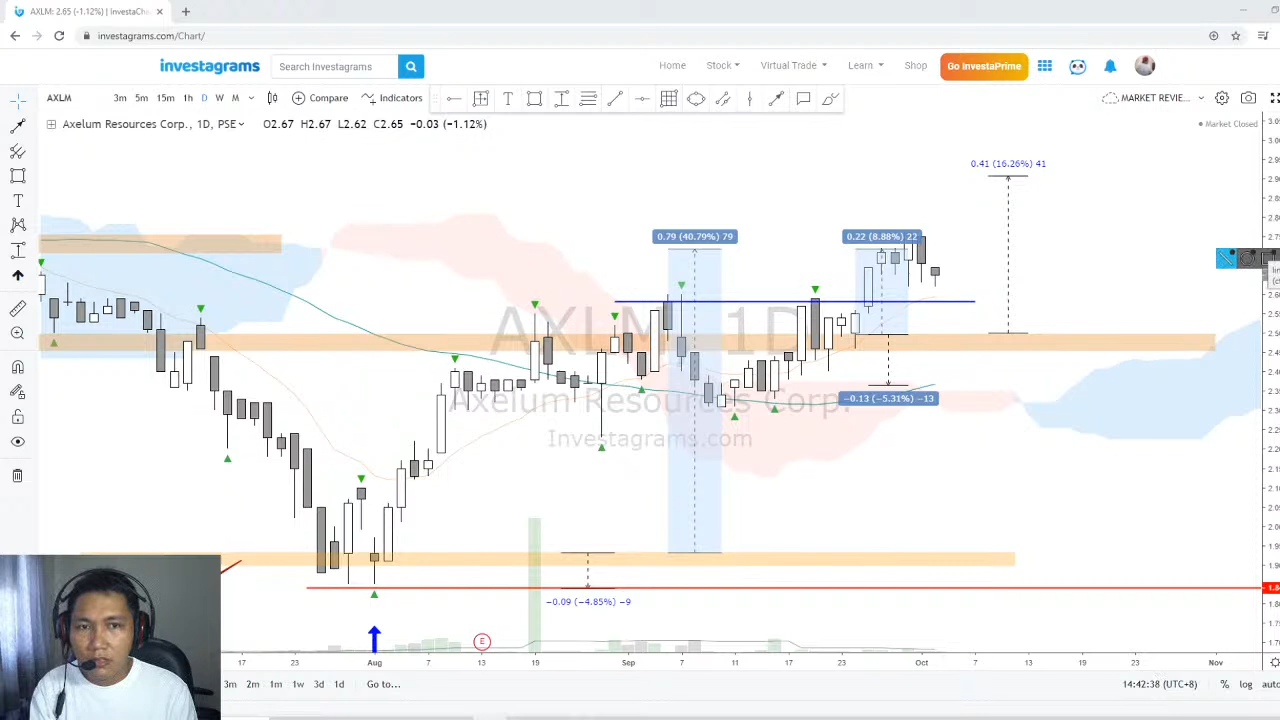 AXLM: 2.65 (-1.12%) | InvestaCha
investagrams.com/Chart/
investagrams
Search Investagrams
Home Stock Virtual Trade Learn Shop Go InvestaPrime
AXLM 3m 5m 15m 1h D W M Compare Indicators MARKET REVIE...
Axelum Resources Corp., 1D, PSE O2.67 H2.67 L2.62 C2.65 −0.03 (−1.12%)
Market Closed
0.41 (16.26%) 41
0.79 (40.79%) 79
0.22 (8.88%) 22
AXLM, 1D
−0.13 (−5.31%) −13
Axelum Resources Corp.
Investagrams.com
−0.09 (−4.85%) −9
E
17 23 Aug 7 13 19 Sep 7 11 17 23 Oct 7 13 19 23 Nov
3m 2m 1m 1w 3d 1d Go to... 14:42:38 (UTC+8) % log auto